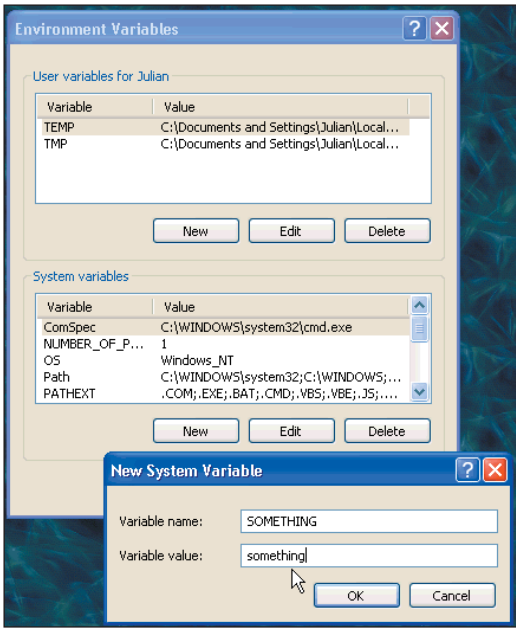 Environment Variables
User variables for Julian
Variable Value
TEMP C:\Documents and Settings\Julian\Local...
TMP C:\Documents and Settings\Julian\Local...
New Edit Delete
System variables
Variable Value
ComSpec C:\WINDOWS\system32\cmd.exe
NUMBER_OF_P... 1
OS Windows_NT
Path C:\WINDOWS\system32;C:\WINDOWS;...
PATHEXT .COM;.EXE;.BAT;.CMD;.VBS;.VBE;.JS;....
New Edit Delete
New System Variable
Variable name: SOMETHING
Variable value: something
OK Cancel